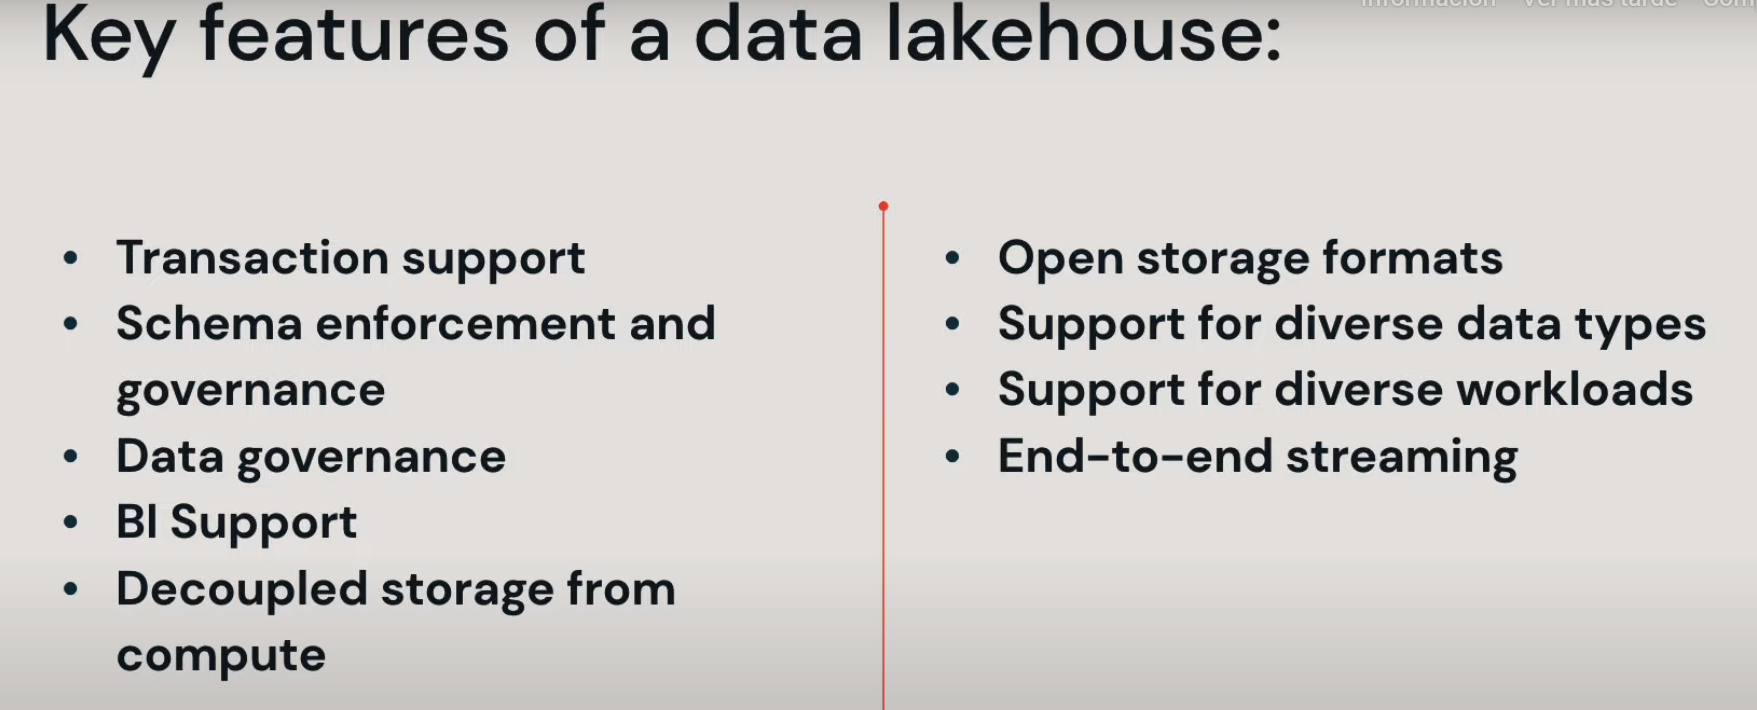 Key features of a data lakehouse:
• Transaction support
• Schema enforcement and
governance
• Data governance
• BI Support
• Decoupled storage from
compute
• Open storage formats
• Support for diverse data types
• Support for diverse workloads
• End-to-end streaming